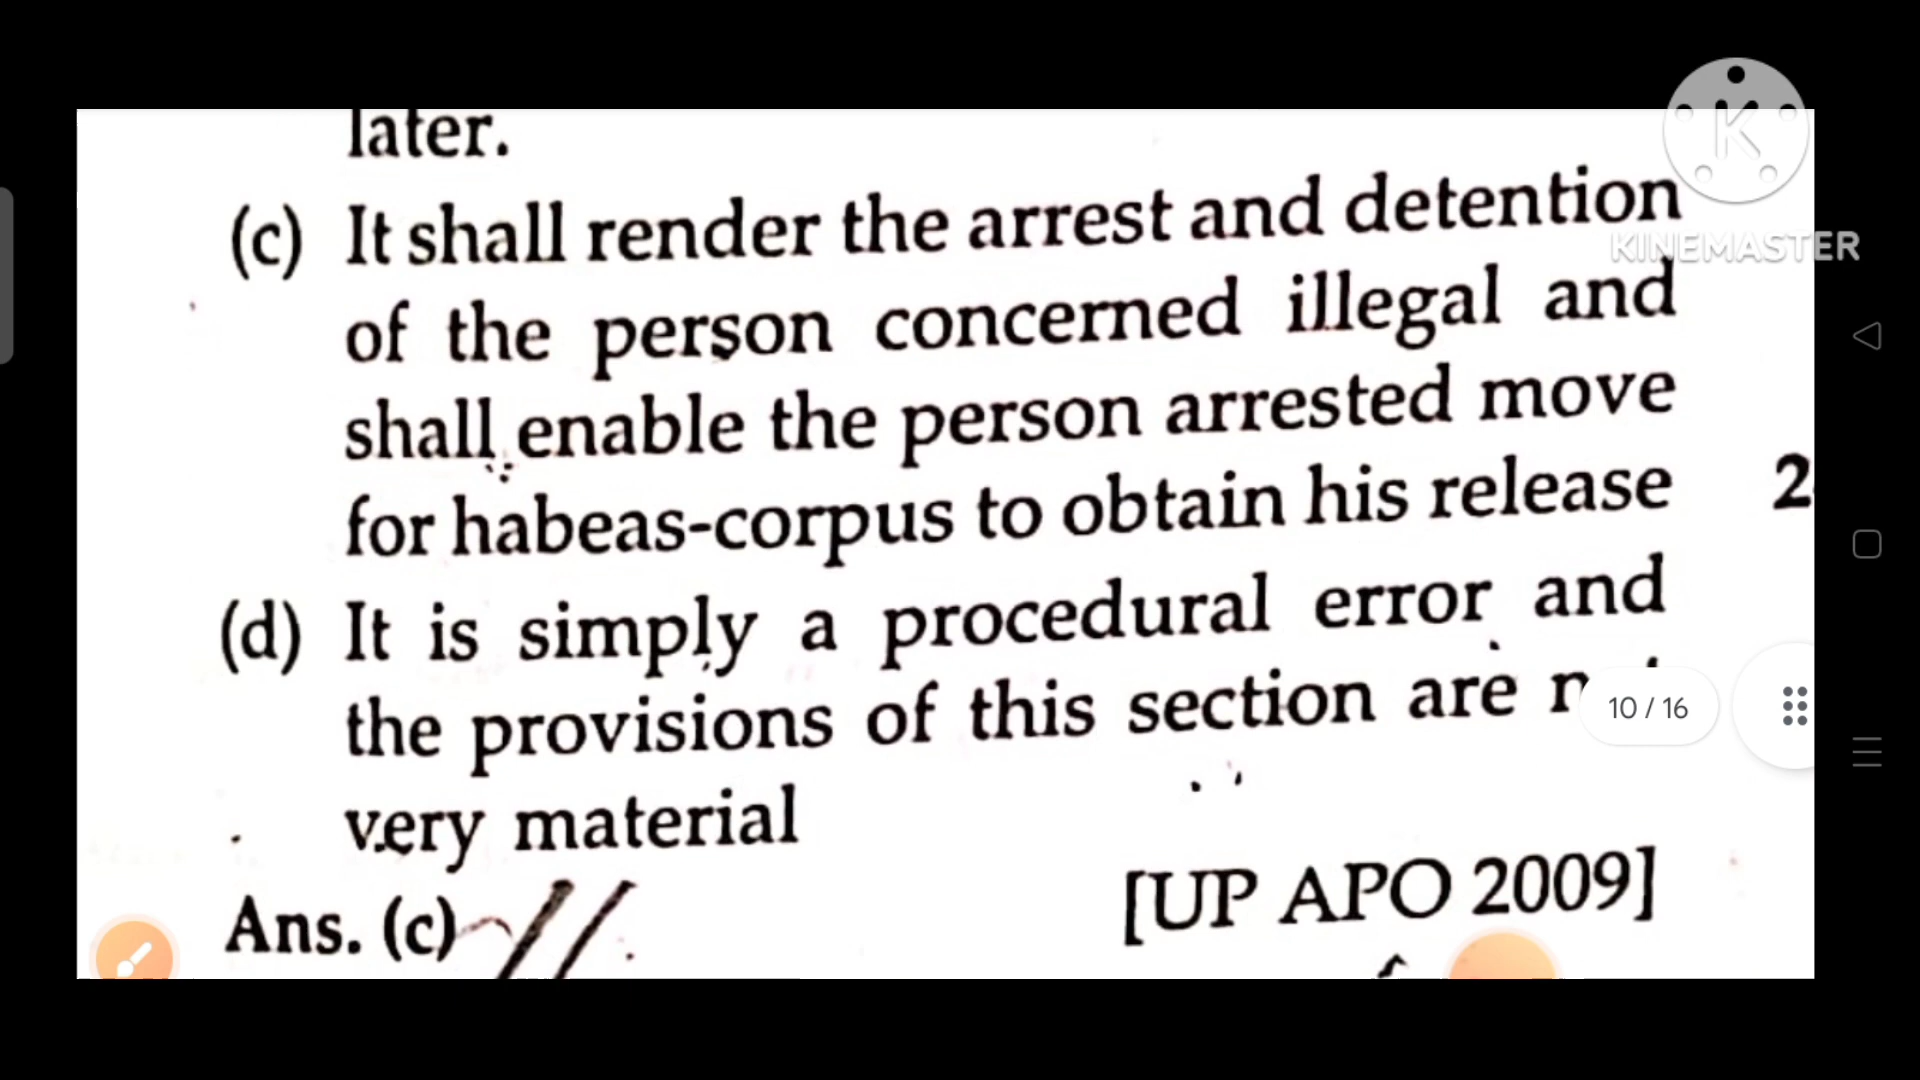 later.
(c) It shall render the arrest and detention
KINEMASTER
of the person concerned illegal and
shall enable the person arrested move
for habeas-corpus to obtain his release
2
(d) It is simply a procedural error and
the provisions of this section are
10 / 16
very material
[UP APO 2009]
Ans. (c)